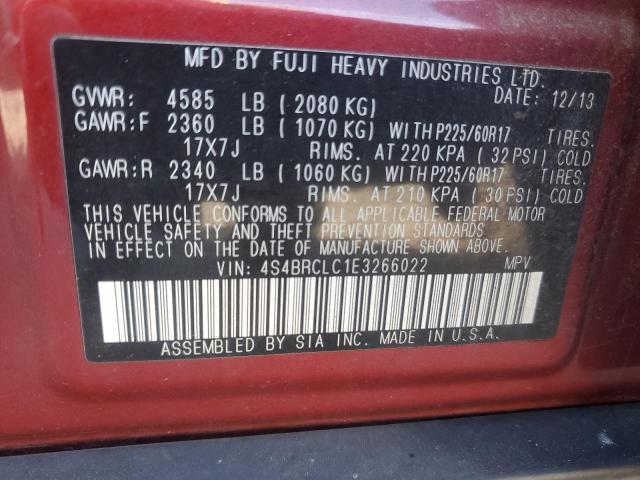 MFD BY FUJI HEAVY INDUSTRIES LTD.
GVWR: 4585 LB (2080 KG) DATE: 12/13
GAWR:F 2360 LB (1070 KG) WITH P225/60R17 TIRES.
17X7J RIMS. AT 220 KPA (32 PSI) COLD
GAWR:R 2340 LB (1060 KG) WITH P225/60R17 TIRES.
17X7J RIMS. AT 210 KPA (30 PSI) COLD
THIS VEHICLE CONFORMS TO ALL APPLICABLE FEDERAL MOTOR
VEHICLE SAFETY AND THEFT PREVENTION STANDARDS
IN EFFECT ON THE DATE OF MANUFACTURE SHOWN ABOVE.
VIN: 4S4BRCLC1E3266022 MPV
ASSEMBLED BY SIA INC. MADE IN U.S.A.